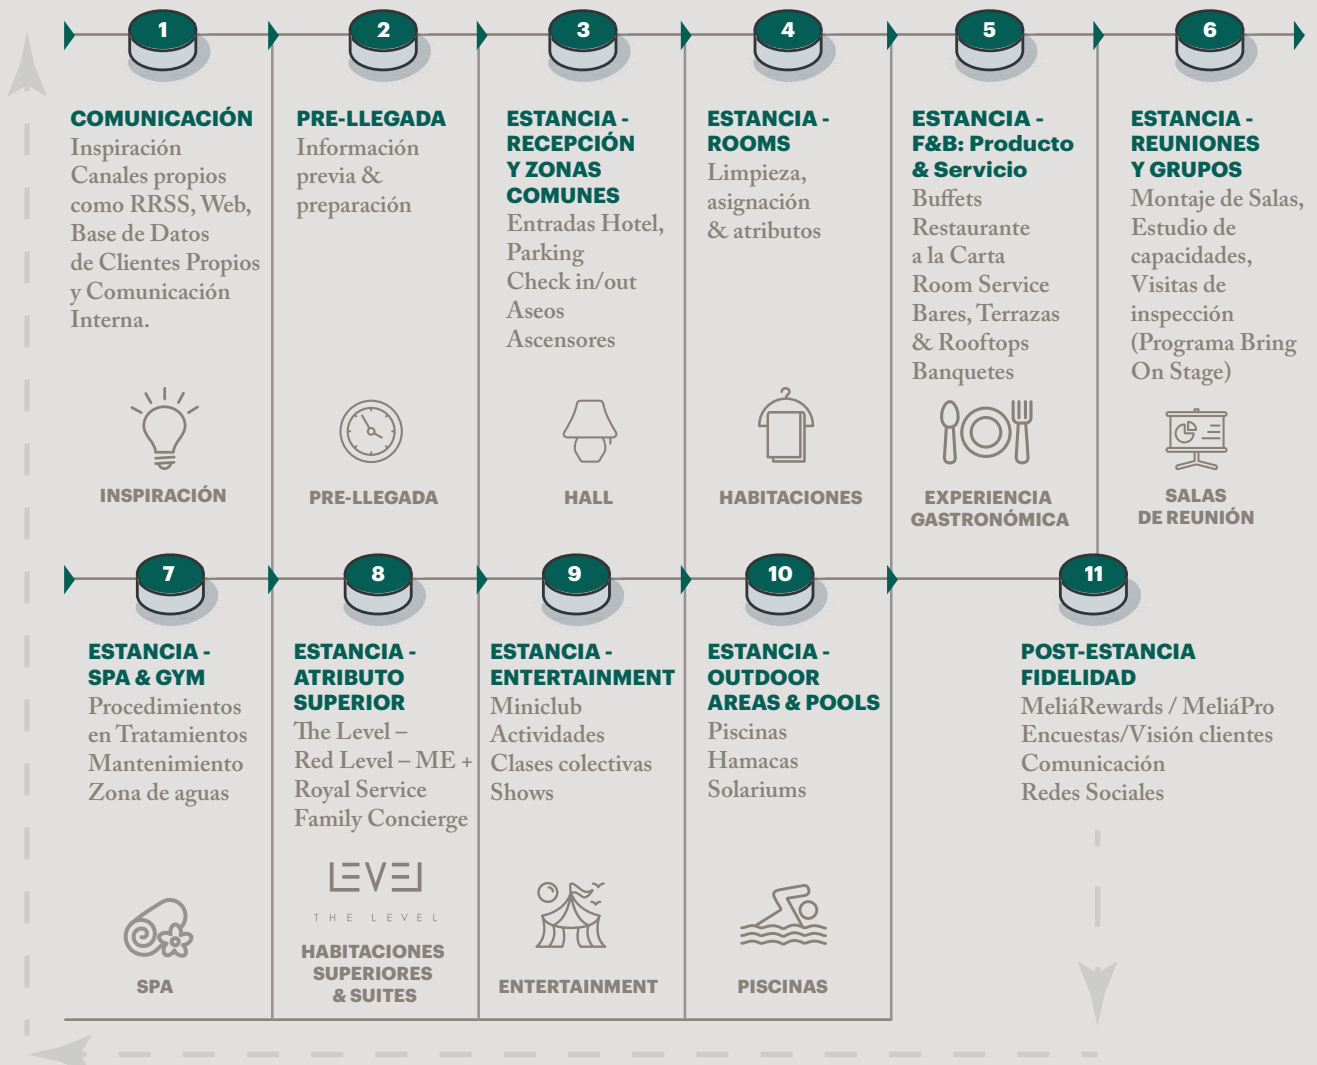 1
COMUNICACIÓN
Inspiración
Canales propios
como RRSS, Web,
Base de Datos
de Clientes Propios
y Comunicación
Interna.
INSPIRACIÓN
2
PRE-LLEGADA
Información
previa &
preparación
PRE-LLEGADA
3
ESTANCIA -
RECEPCIÓN
Y ZONAS
COMUNES
Entradas Hotel,
Parking
Check in/out
Aseos
Ascensores
HALL
4
ESTANCIA -
ROOMS
Limpieza,
asignación
& atributos
HABITACIONES
5
ESTANCIA -
F&B: Producto
& Servicio
Buffets
Restaurante
a la Carta
Room Service
Bares, Terrazas
& Rooftops
Banquetes
EXPERIENCIA
GASTRONÓMICA
6
ESTANCIA -
REUNIONES
Y GRUPOS
Montaje de Salas,
Estudio de
capacidades,
Visitas de
inspección
(Programa Bring
On Stage)
SALAS
DE REUNIÓN
7
ESTANCIA -
SPA & GYM
Procedimientos
en Tratamientos
Mantenimiento
Zona de aguas
SPA
8
ESTANCIA -
ATRIBUTO
SUPERIOR
The Level –
Red Level – ME +
Royal Service
Family Concierge
LEVEL
THE LEVEL
HABITACIONES
SUPERIORES
& SUITES
9
ESTANCIA -
ENTERTAINMENT
Miniclub
Actividades
Clases colectivas
Shows
ENTERTAINMENT
10
ESTANCIA -
OUTDOOR
AREAS & POOLS
Piscinas
Hamacas
Solariums
PISCINAS
11
POST-ESTANCIA
FIDELIDAD
MeliáRewards / MeliáPro
Encuestas/Visión clientes
Comunicación
Redes Sociales